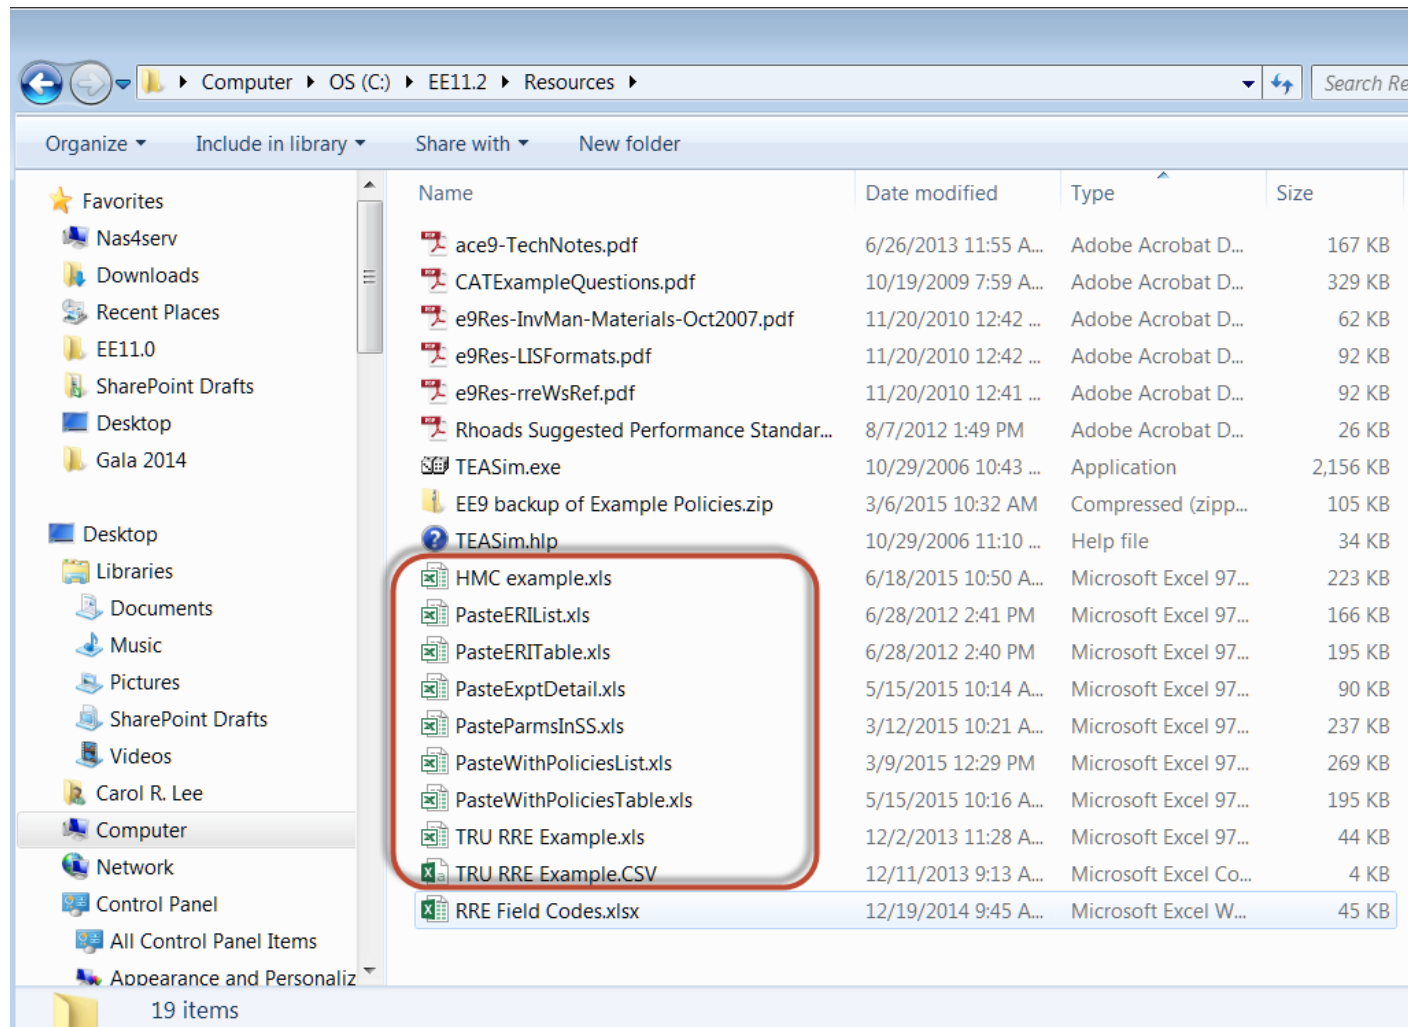 Computer OS (C:) EE11.2 Resources Search Re
Organize Include in library Share with New folder
Name Date modified Type Size
Favorites
Nas4serv
Downloads
Recent Places
EE11.0
SharePoint Drafts
Desktop
Gala 2014
Desktop
Libraries
Documents
Music
Pictures
SharePoint Drafts
Videos
Carol R. Lee
Computer
Network
Control Panel
All Control Panel Items
Appearance and Personaliz
ace9-TechNotes.pdf 6/26/2013 11:55 A... Adobe Acrobat D... 167 KB
CATExampleQuestions.pdf 10/19/2009 7:59 A... Adobe Acrobat D... 329 KB
e9Res-InvMan-Materials-Oct2007.pdf 11/20/2010 12:42 ... Adobe Acrobat D... 62 KB
e9Res-LISFormats.pdf 11/20/2010 12:42 ... Adobe Acrobat D... 92 KB
e9Res-rreWsRef.pdf 11/20/2010 12:41 ... Adobe Acrobat D... 92 KB
Rhoads Suggested Performance Standar... 8/7/2012 1:49 PM Adobe Acrobat D... 26 KB
TEASim.exe 10/29/2006 10:43 ... Application 2,156 KB
EE9 backup of Example Policies.zip 3/6/2015 10:32 AM Compressed (zipp... 105 KB
TEASim.hlp 10/29/2006 11:10 ... Help file 34 KB
HMC example.xls 6/18/2015 10:50 A... Microsoft Excel 97... 223 KB
PasteERIList.xls 6/28/2012 2:41 PM Microsoft Excel 97... 166 KB
PasteERITable.xls 6/28/2012 2:40 PM Microsoft Excel 97... 195 KB
PasteExptDetail.xls 5/15/2015 10:14 A... Microsoft Excel 97... 90 KB
PasteParmsInSS.xls 3/12/2015 10:21 A... Microsoft Excel 97... 237 KB
PasteWithPoliciesList.xls 3/9/2015 12:29 PM Microsoft Excel 97... 269 KB
PasteWithPoliciesTable.xls 5/15/2015 10:16 A... Microsoft Excel 97... 195 KB
TRU RRE Example.xls 12/2/2013 11:28 A... Microsoft Excel 97... 44 KB
TRU RRE Example.CSV 12/11/2013 9:13 A... Microsoft Excel Co... 4 KB
RRE Field Codes.xlsx 12/19/2014 9:45 A... Microsoft Excel W... 45 KB
19 items